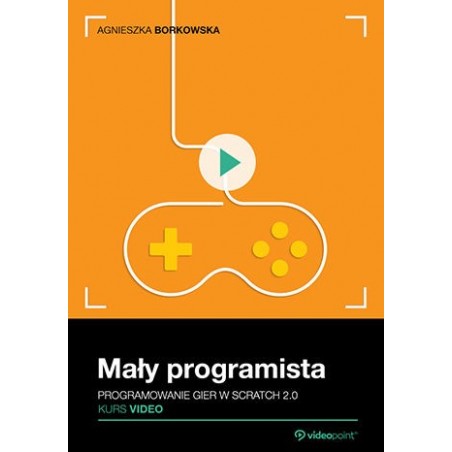 AGNIESZKA BORKOWSKA
Mały programista
PROGRAMOWANIE GIER W SCRATCH 2.0
KURS VIDEO
videopoint